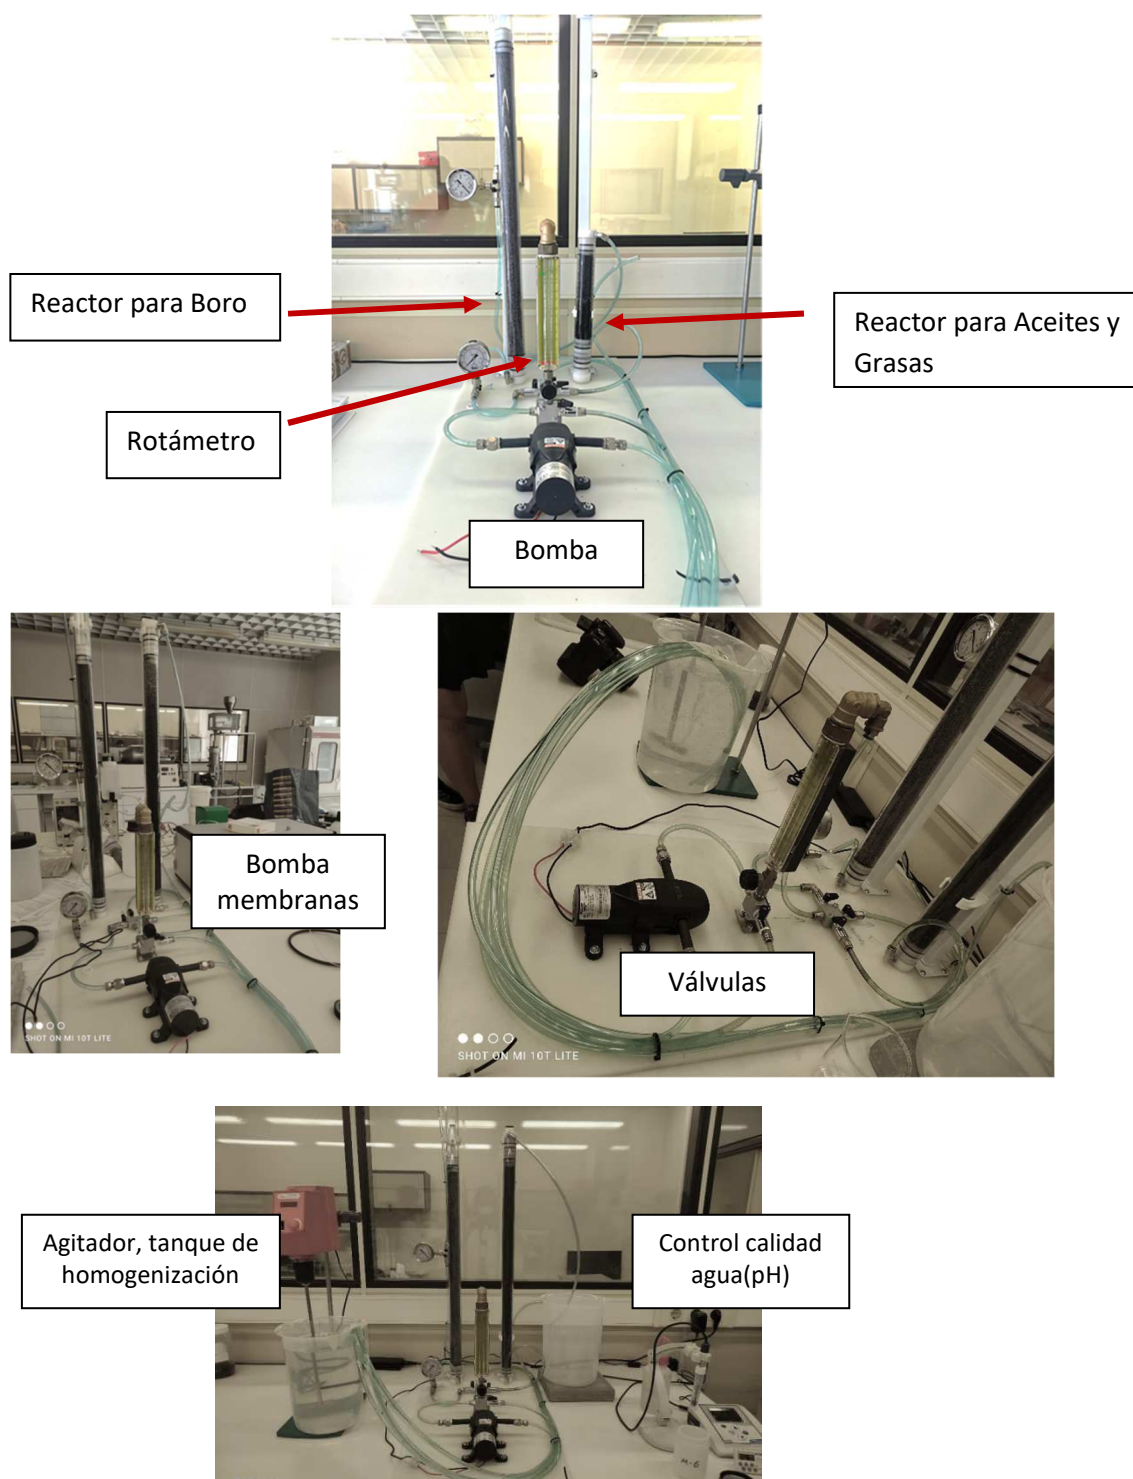 Reactor para Boro
Reactor para Aceites y
Grasas
Rotámetro
Bomba
Bomba
membranas
Válvulas
SHOT ON MI 10T LITE
SHOT ON MI 10T LITE
Agitador, tanque de
homogenización
Control calidad
agua(pH)
M-6